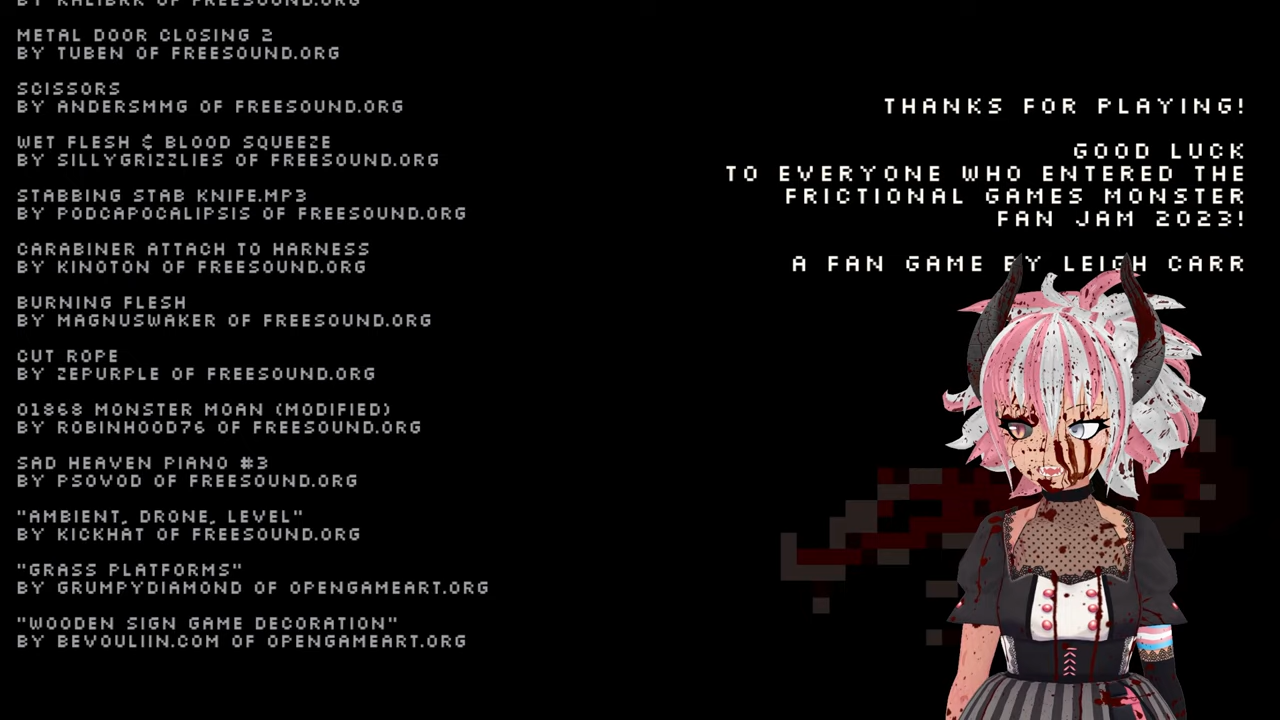 BY KALIBRK OF FREESOUND.ORG
METAL DOOR CLOSING 2
BY TUBEN OF FREESOUND.ORG
SCISSORS
BY ANDERSMMG OF FREESOUND.ORG
WET FLESH & BLOOD SQUEEZE
BY SILLYGRIZZLIES OF FREESOUND.ORG
STABBING STAB KNIFE.MP3
BY PODCAPOCALIPSIS OF FREESOUND.ORG
CARABINER ATTACH TO HARNESS
BY KINOTON OF FREESOUND.ORG
BURNING FLESH
BY MAGNUSWAKER OF FREESOUND.ORG
CUT ROPE
BY ZEPURPLE OF FREESOUND.ORG
01868 MONSTER MOAN (MODIFIED)
BY ROBINHOOD76 OF FREESOUND.ORG
SAD HEAVEN PIANO #3
BY PSOVOD OF FREESOUND.ORG
"AMBIENT, DRONE, LEVEL"
BY KICKHAT OF FREESOUND.ORG
"GRASS PLATFORMS"
BY GRUMPYDIAMOND OF OPENGAMEART.ORG
"WOODEN SIGN GAME DECORATION"
BY BEVOULIIN.COM OF OPENGAMEART.ORG
THANKS FOR PLAYING!
GOOD LUCK
TO EVERYONE WHO ENTERED THE
FRICTIONAL GAMES MONSTER
FAN JAM 2023!
A FAN GAME BY LEIGH CARR